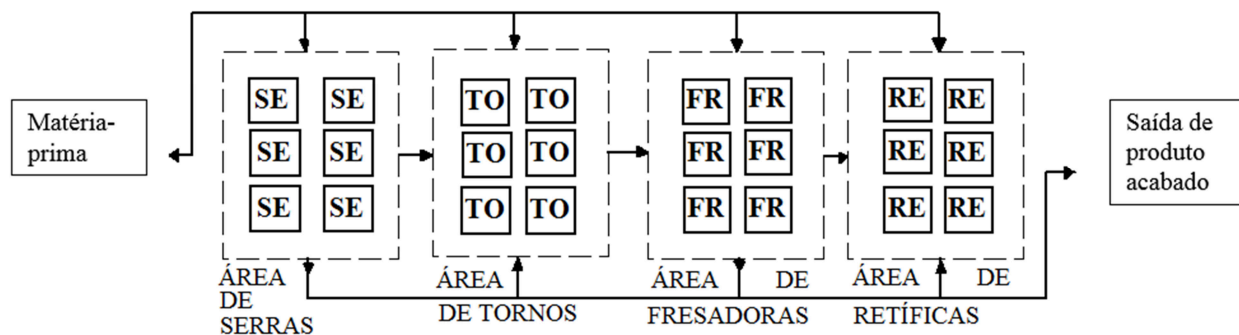 Matéria-
prima
SE SE
SE SE
SE SE
ÁREA
DE
SERRAS
TO TO
TO TO
TO TO
ÁREA
DE TORNOS
FR FR
FR FR
FR FR
ÁREA DE
FRESADORAS
RE RE
RE RE
RE RE
ÁREA DE
RETÍFICAS
Saída de
produto
acabado